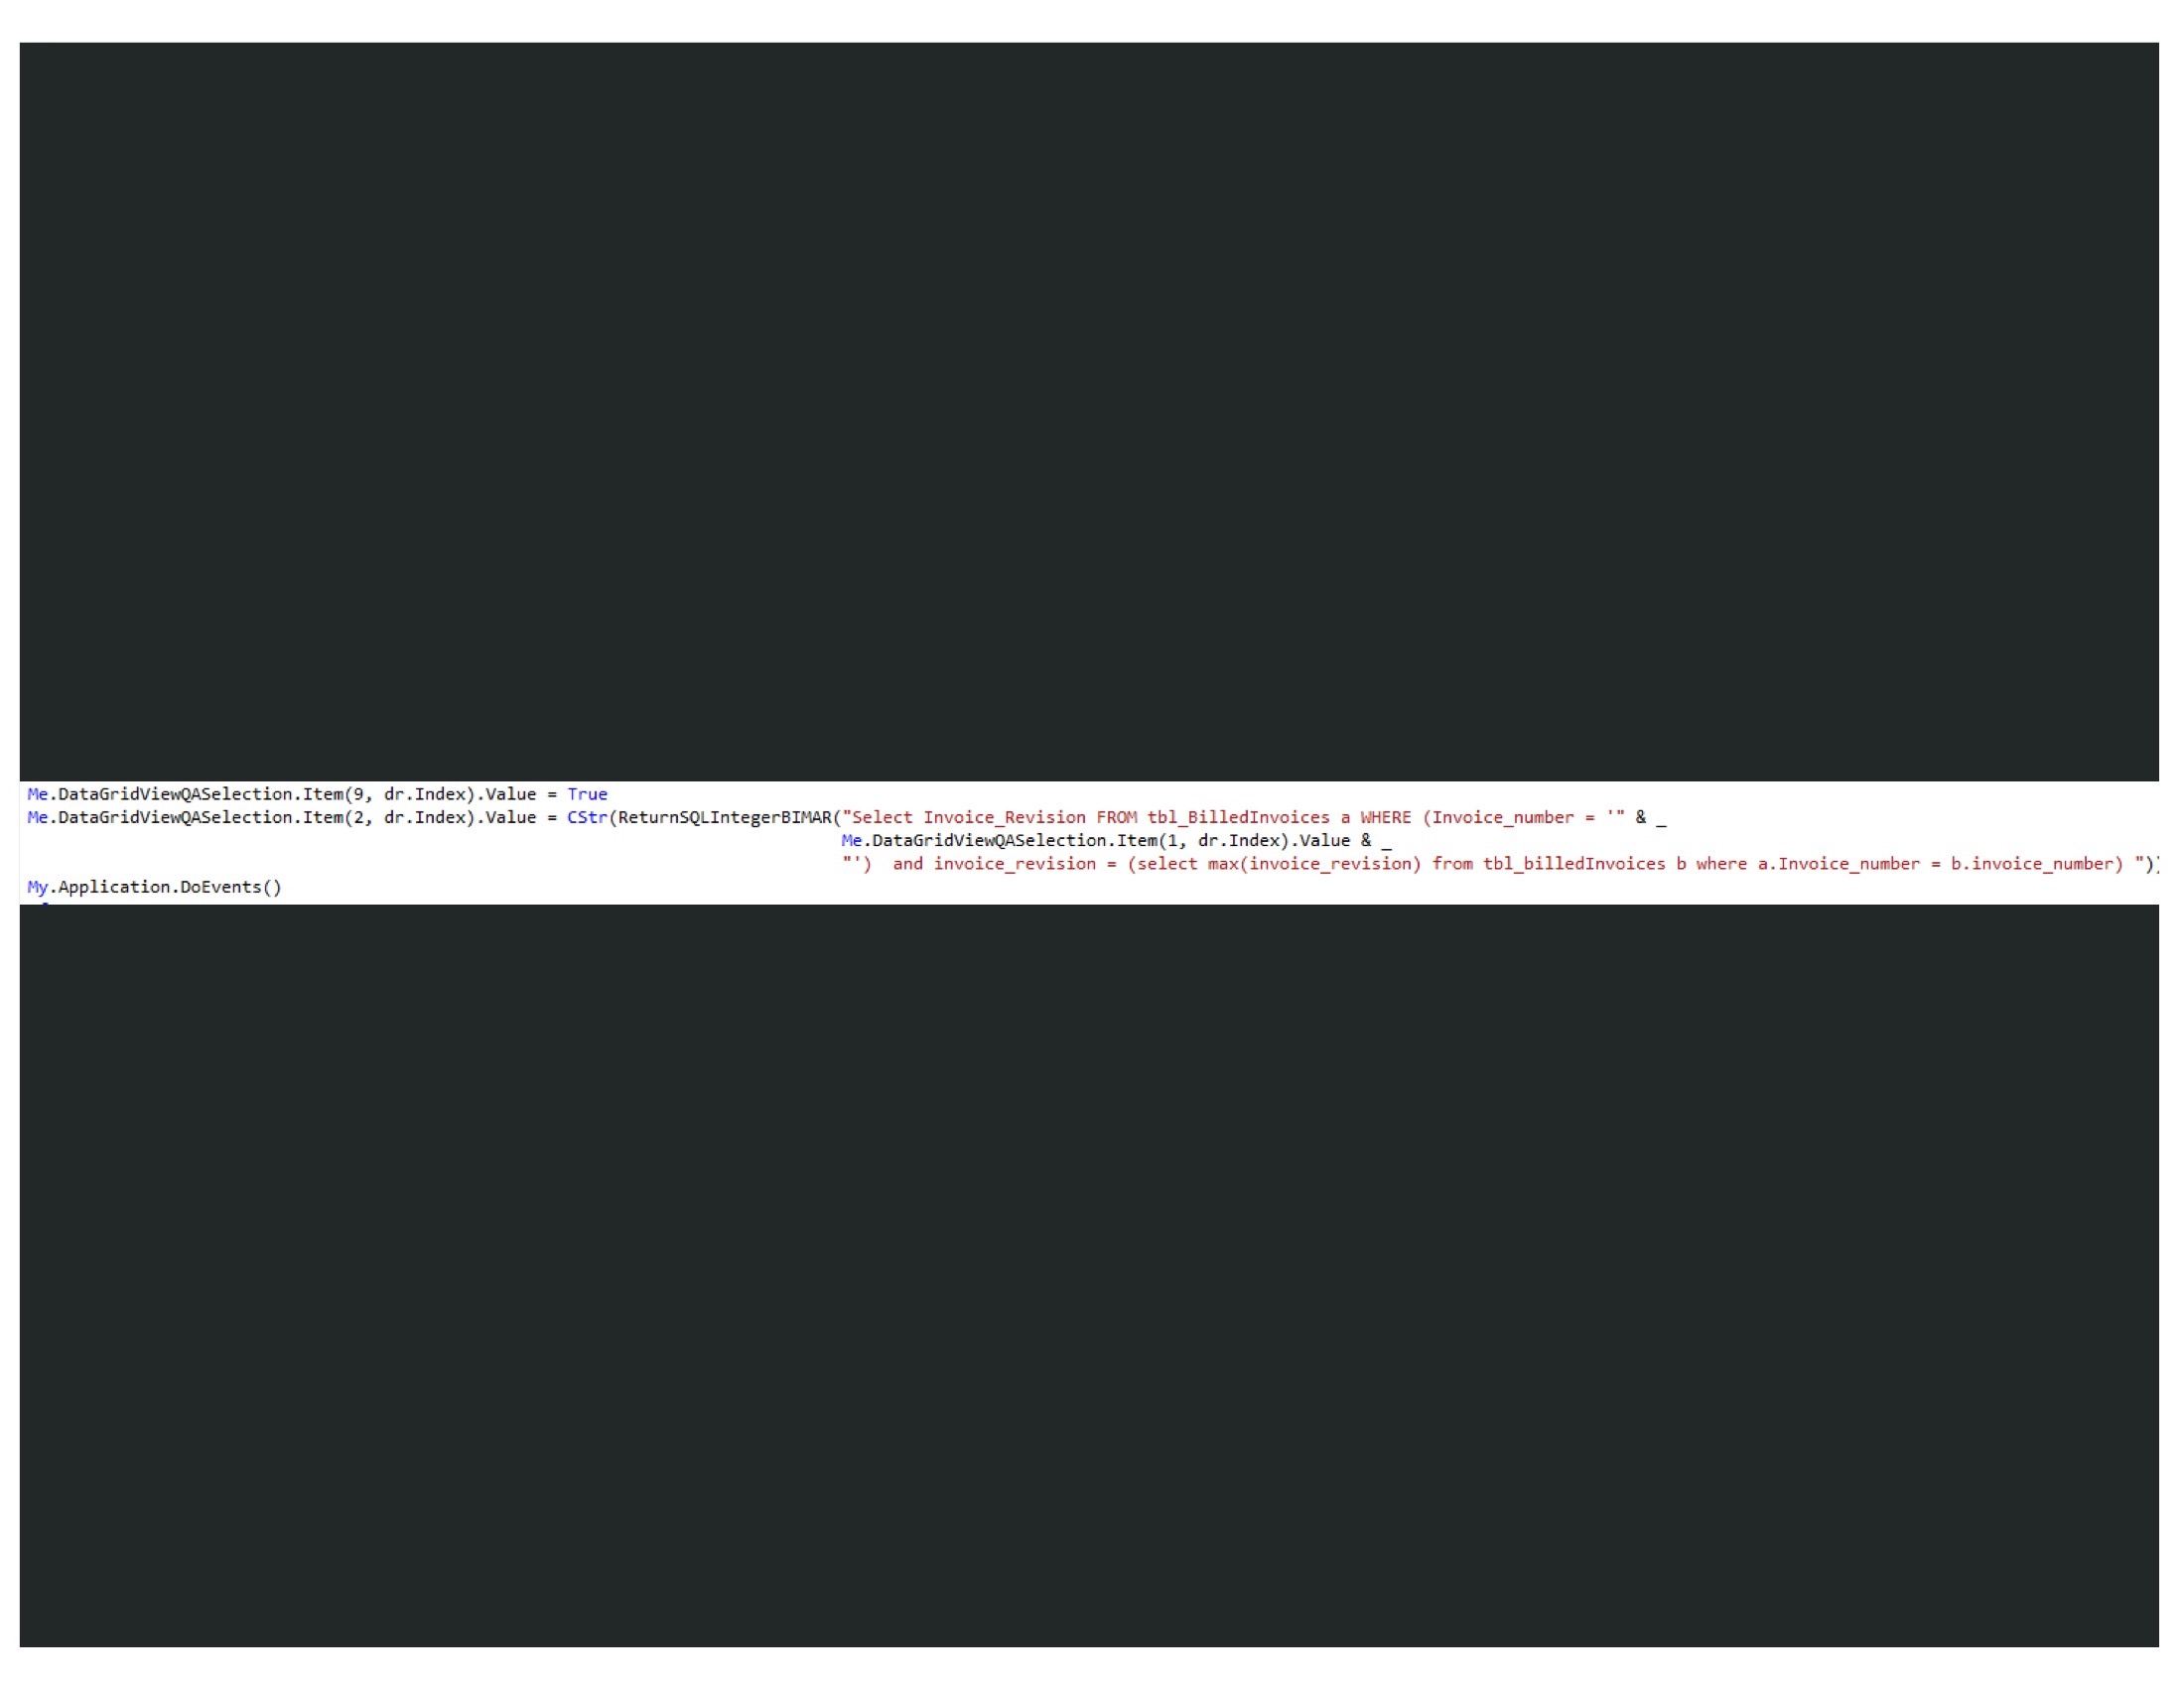 Me.DataGridViewQASelection.Item(9, dr.Index).Value = True
Me.DataGridViewQASelection.Item(2, dr.Index).Value = CStr(ReturnSQLIntegerBIMAR("Select Invoice_Revision FROM tbl_BilledInvoices a WHERE (Invoice_number = '" & _
Me.DataGridViewQASelection.Item(1, dr.Index).Value & _
"')  and invoice_revision = (select max(invoice_revision) from tbl_billedInvoices b where a.Invoice_number = b.invoice_number) "))
My.Application.DoEvents()